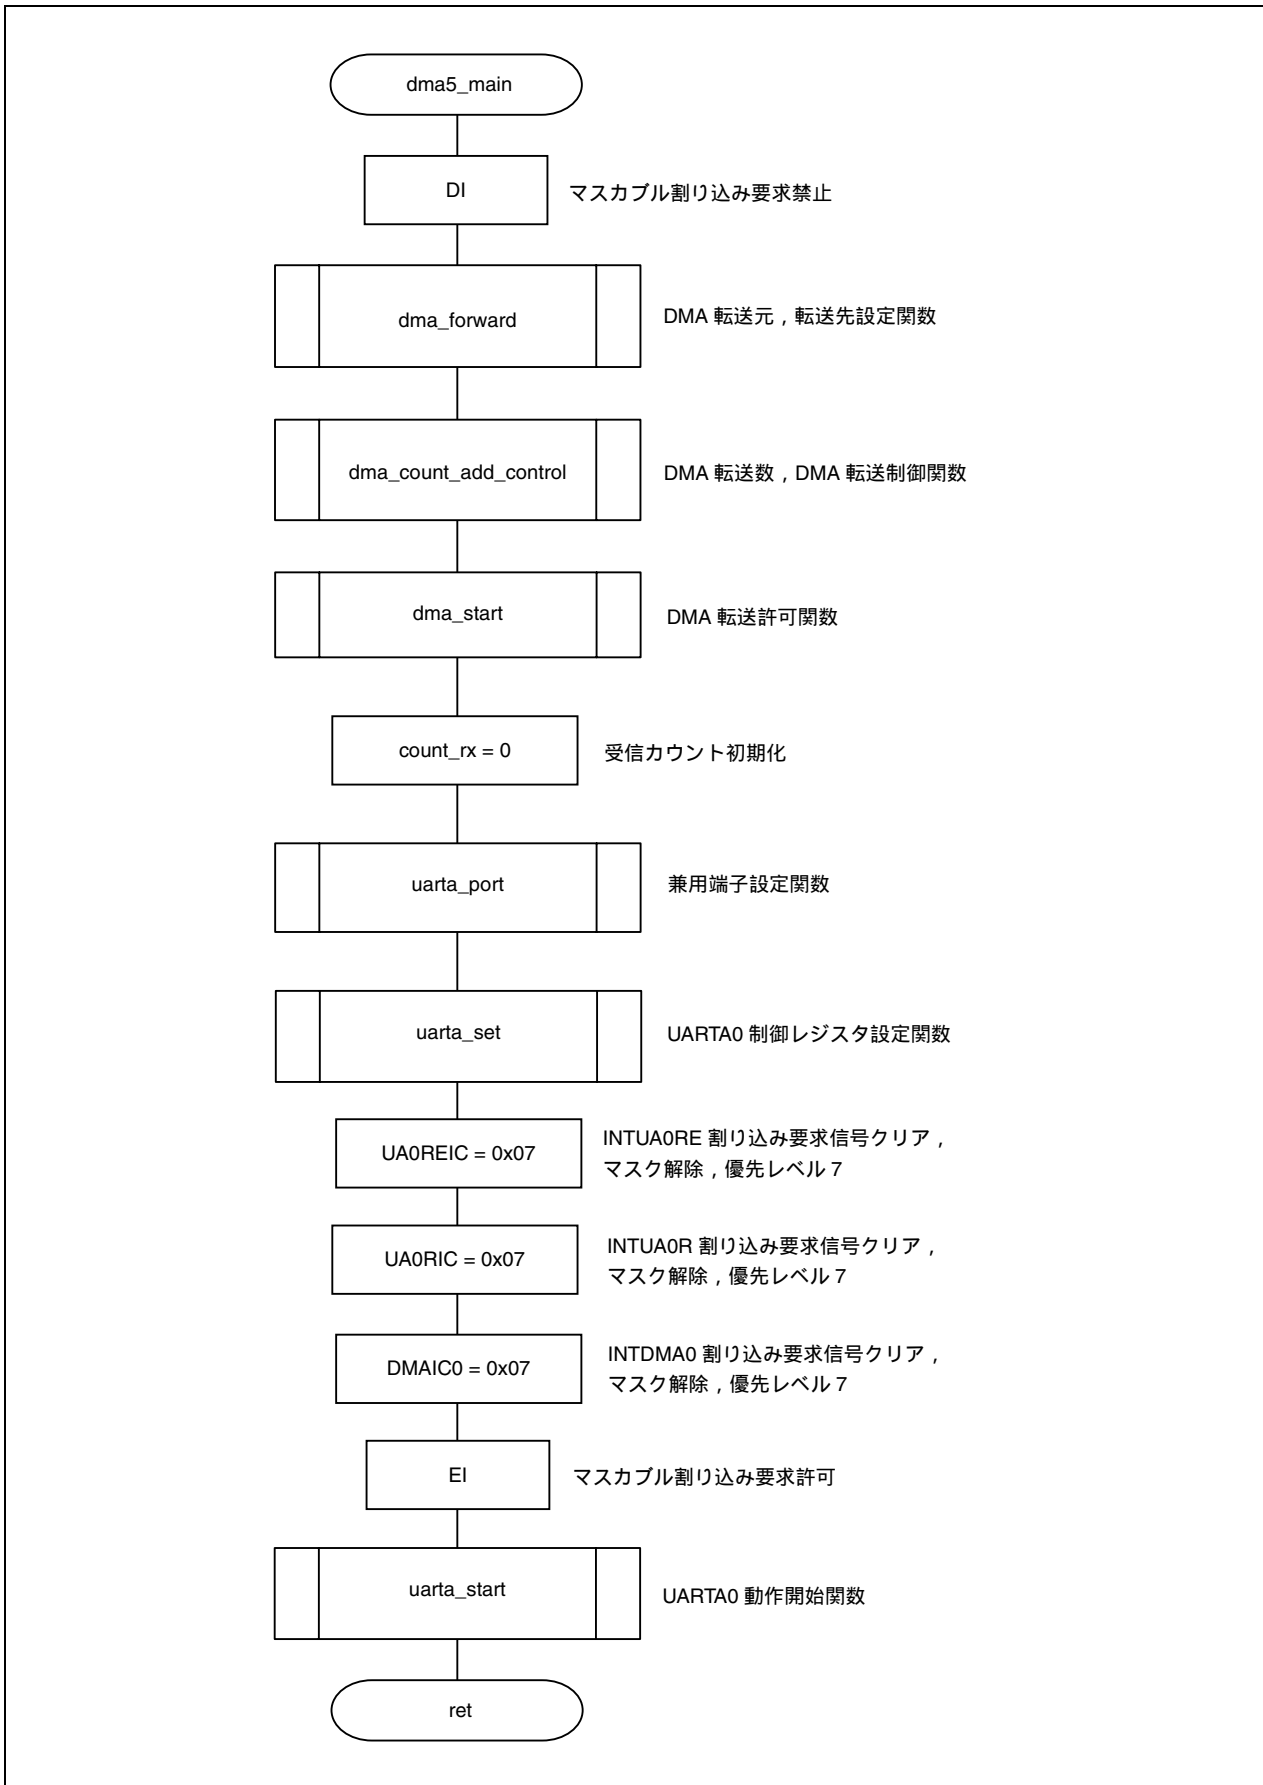 dma5_main
DI
マスカブル割り込み要求禁止
dma_forward
DMA 転送元，転送先設定関数
dma_count_add_control
DMA 転送数，DMA 転送制御関数
dma_start
DMA 転送許可関数
count_rx = 0
受信カウント初期化
uarta_port
兼用端子設定関数
uarta_set
UARTA0 制御レジスタ設定関数
UA0REIC = 0x07
INTUA0RE 割り込み要求信号クリア，
マスク解除，優先レベル 7
UA0RIC = 0x07
INTUA0R 割り込み要求信号クリア，
マスク解除，優先レベル 7
DMAIC0 = 0x07
INTDMA0 割り込み要求信号クリア，
マスク解除，優先レベル 7
EI
マスカブル割り込み要求許可
uarta_start
UARTA0 動作開始関数
ret